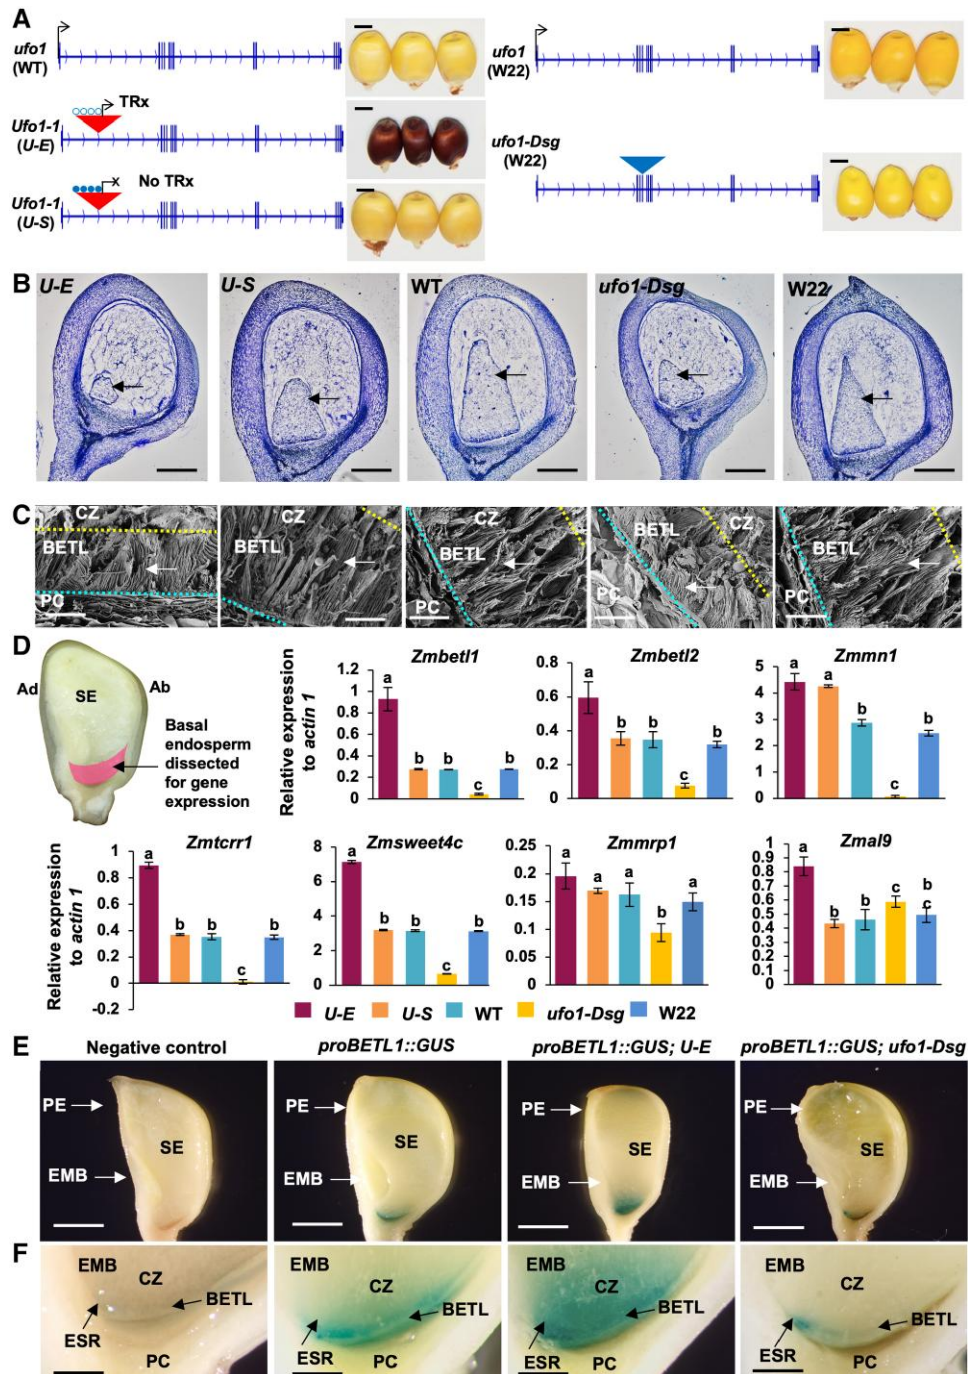 A
ufo1
(WT)
ufo1
(W22)
TRx
Ufo1-1
(U-E)
ufo1-Dsg
(W22)
x No TRx
Ufo1-1
(U-S)
B
U-E
U-S
WT
ufo1-Dsg
W22
C
CZ
BETL
PC
CZ
BETL
CZ
BETL
PC
CZ
BETL
PC
BETL
PC
D
Ad
SE
Ab
Basal
endosperm
dissected
for gene
expression
Relative expression
to actin 1
Zmbetl1
1.2
1
0.8
0.6
0.4
0.2
0
a
b
b
c
b
Zmbetl2
0.8
0.6
0.4
0.2
0
a
b
b
c
b
Zmmn1
5
4
3
2
1
0
a
a
b
c
b
Relative expression
to actin 1
Zmtcrr1
1
0.8
0.6
0.4
0.2
0
-0.2
a
b
b
c
b
Zmsweet4c
8
6
4
2
0
a
b
b
c
b
Zmmrp1
0.25
0.2
0.15
0.1
0.05
0
a
a
a
b
a
Zmal9
1
0.9
0.8
0.7
0.6
0.5
0.4
0.3
0.2
0.1
0
a
b
b
c
b
c
U-E
U-S
WT
ufo1-Dsg
W22
E
Negative control
proBETL1::GUS
proBETL1::GUS; U-E
proBETL1::GUS; ufo1-Dsg
PE
SE
EMB
PE
SE
EMB
PE
SE
EMB
PE
SE
EMB
F
EMB
CZ
BETL
ESR
PC
EMB
CZ
BETL
ESR
PC
EMB
CZ
BETL
ESR
PC
EMB
CZ
BETL
ESR
PC